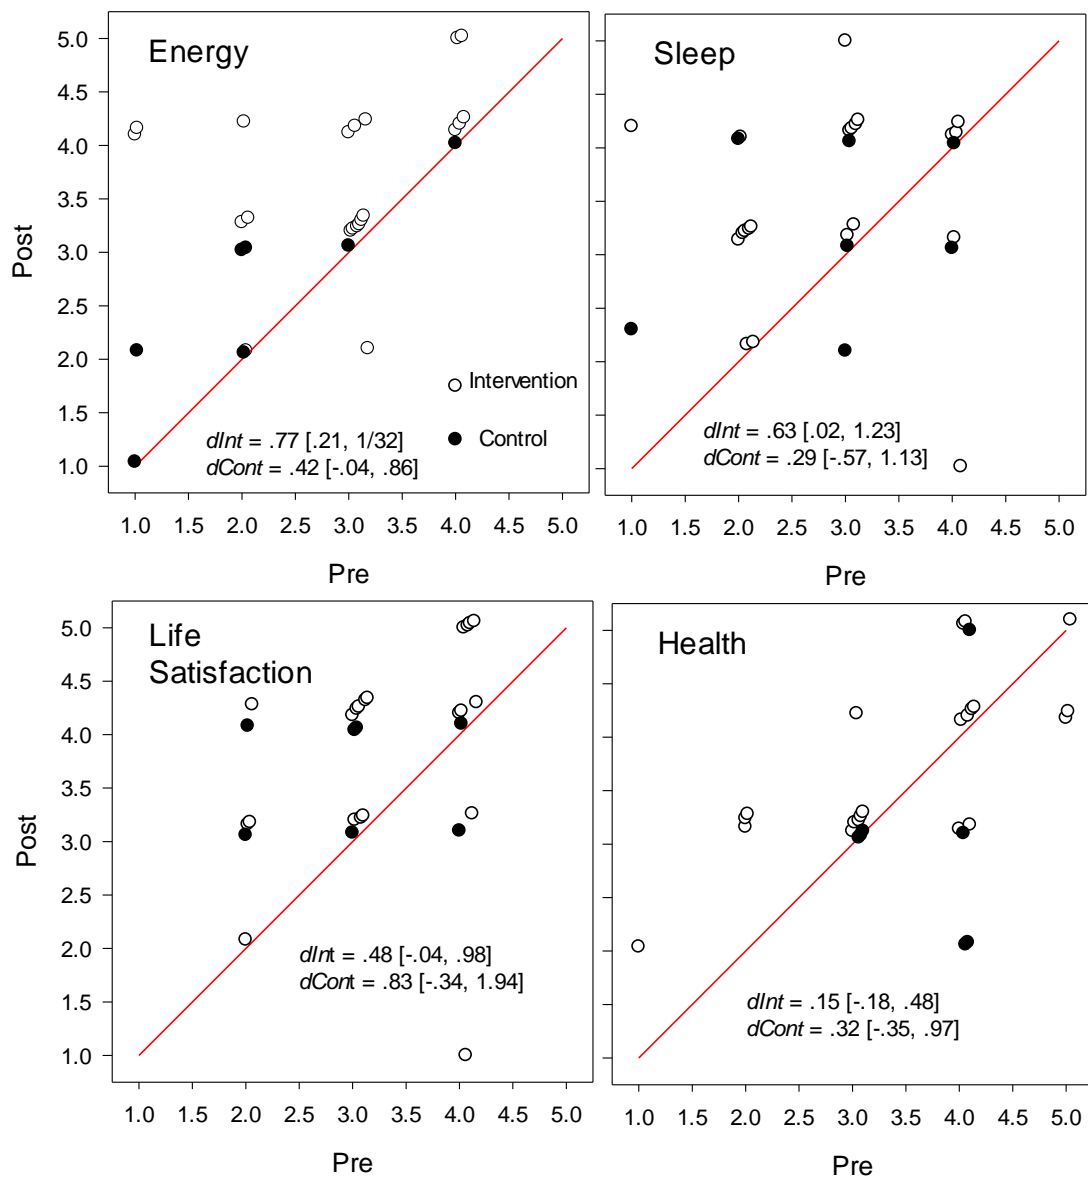 Energy
5.0
4.5
4.0
3.5
3.0
2.5
2.0
1.5
1.0
Post
Intervention
Control
dInt = .77 [.21, 1/32]
dCont = .42 [-.04, .86]
1.0 1.5 2.0 2.5 3.0 3.5 4.0 4.5 5.0
Pre
Sleep
dInt = .63 [.02, 1.23]
dCont = .29 [-.57, 1.13]
1.0 1.5 2.0 2.5 3.0 3.5 4.0 4.5 5.0
Pre
Life
Satisfaction
5.0
4.5
4.0
3.5
3.0
2.5
2.0
1.5
1.0
Post
dInt = .48 [-.04, .98]
dCont = .83 [-.34, 1.94]
1.0 1.5 2.0 2.5 3.0 3.5 4.0 4.5 5.0
Pre
Health
dInt = .15 [-.18, .48]
dCont = .32 [-.35, .97]
1.0 1.5 2.0 2.5 3.0 3.5 4.0 4.5 5.0
Pre